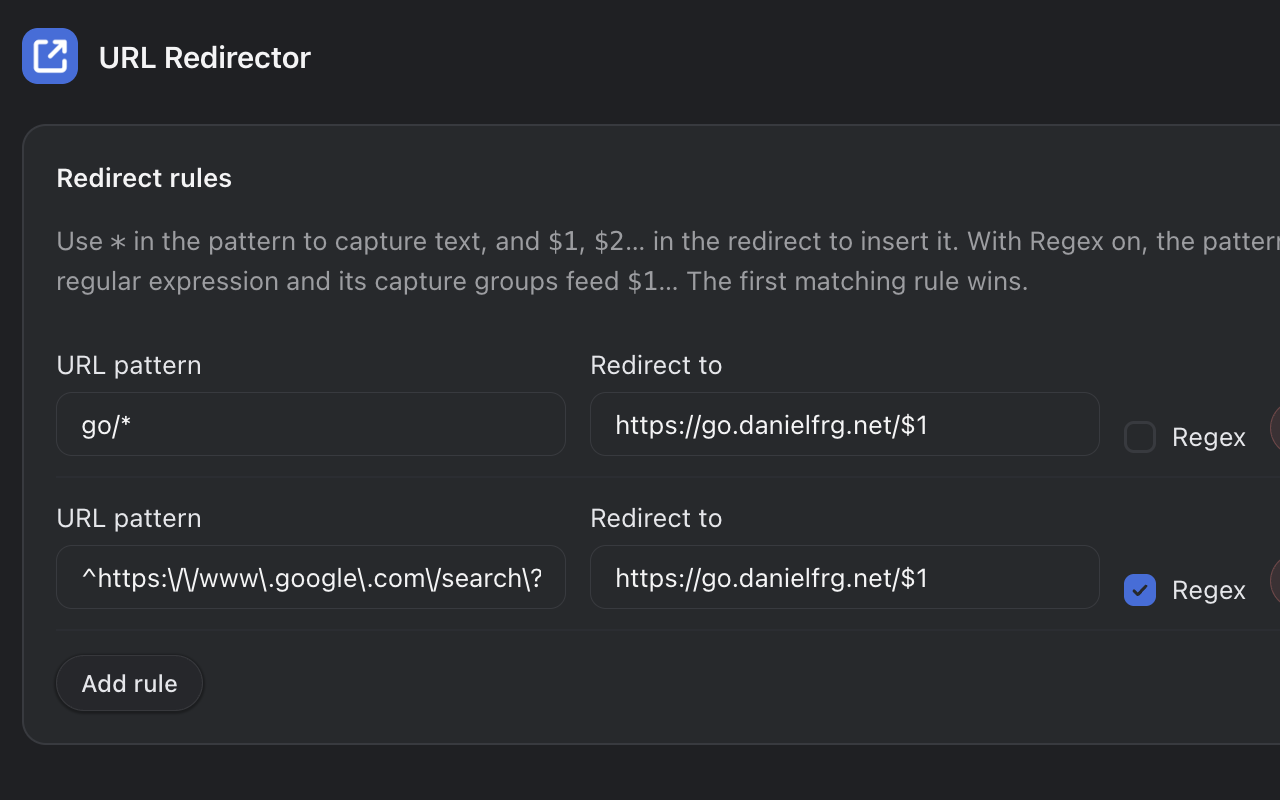 URL Redirector
Redirect rules
Use * in the pattern to capture text, and $1, $2... in the redirect to insert it. With Regex on, the pattern
regular expression and its capture groups feed $1... The first matching rule wins.
URL pattern
Redirect to
go/*
https://go.danielfrg.net/$1
Regex
URL pattern
Redirect to
^https:\/\/www\.google\.com\/search\?
https://go.danielfrg.net/$1
Regex
Add rule